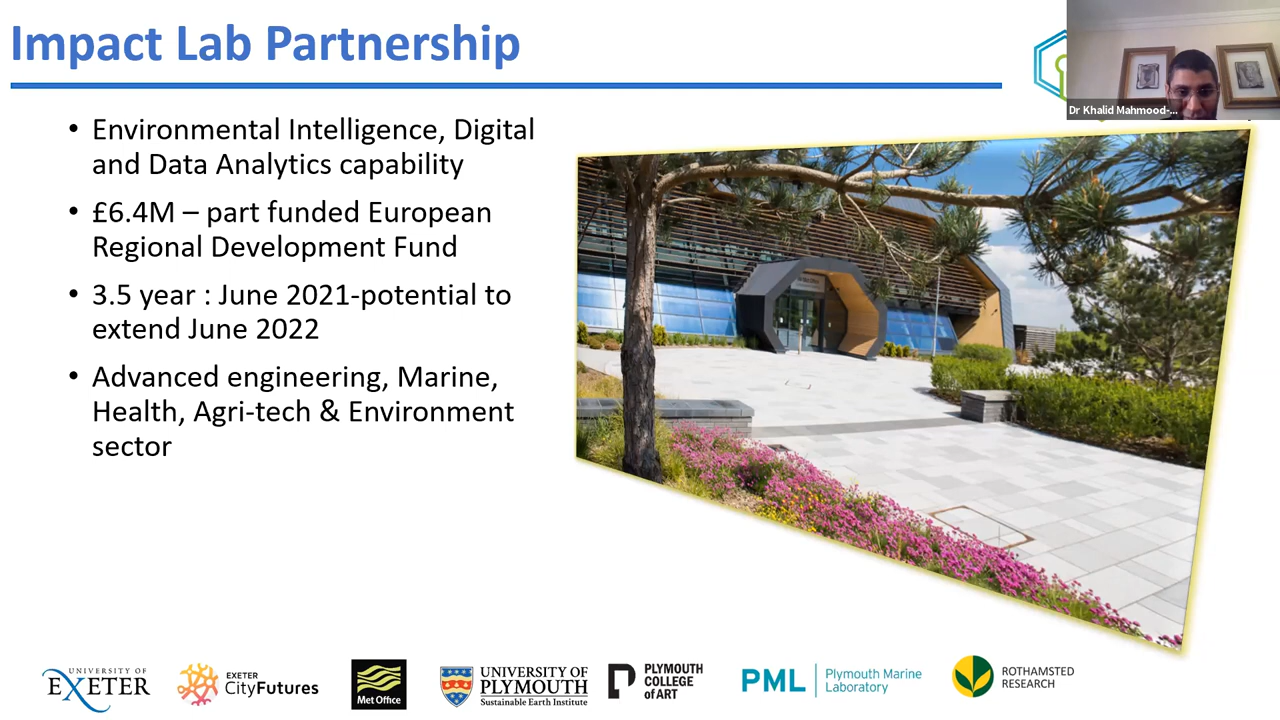 Impact Lab Partnership
Dr Khalid Mahmood-...
• Environmental Intelligence, Digital
and Data Analytics capability
• £6.4M – part funded European
Regional Development Fund
• 3.5 year : June 2021-potential to
extend June 2022
• Advanced engineering, Marine,
Health, Agri-tech & Environment
sector
UNIVERSITY OF
EXETER
EXETER
CityFutures
Met Office
UNIVERSITY OF
PLYMOUTH
Sustainable Earth Institute
PLYMOUTH
COLLEGE
of ART
PML
Plymouth Marine
Laboratory
ROTHAMSTED
RESEARCH